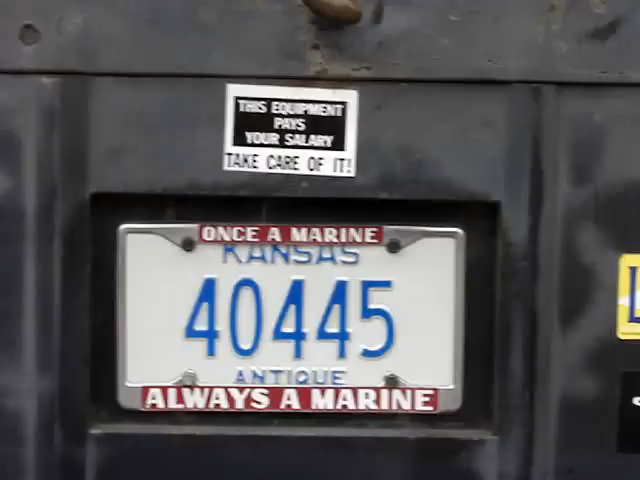 THIS EQUIPMENT
PAYS
YOUR SALARY
TAKE CARE OF IT!
ONCE A MARINE
KANSAS
40445
ANTIQUE
ALWAYS A MARINE